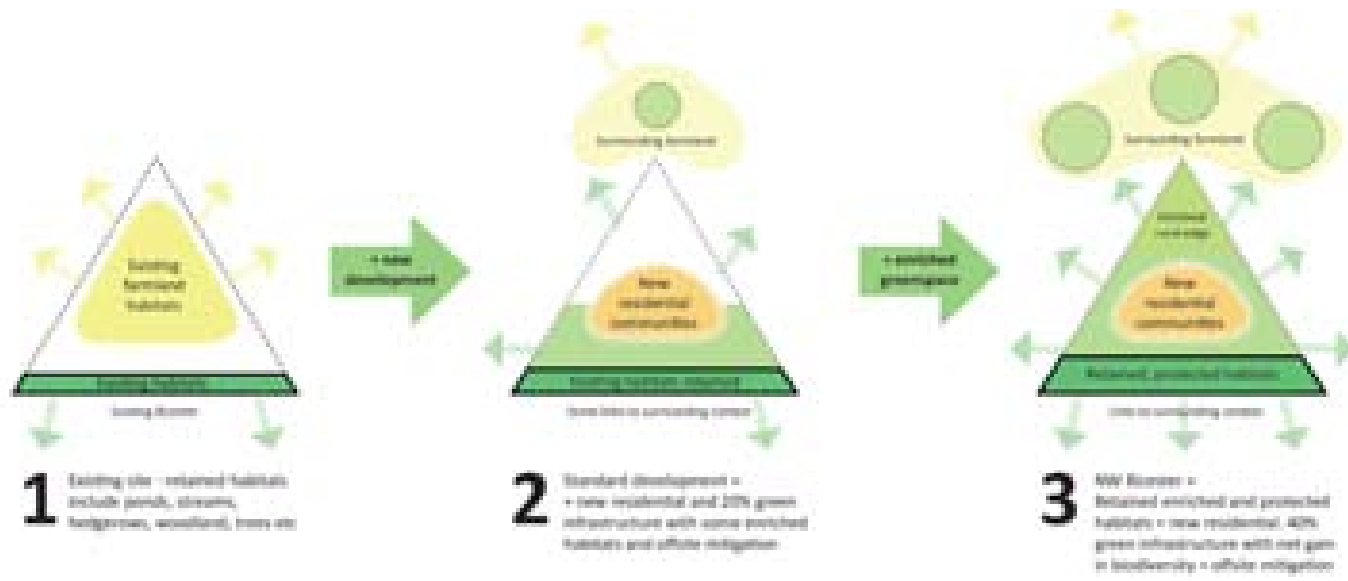 Existing
farmland
habitats
Existing habitats
Existing Bicester
1
Existing site - retained habitats
include ponds, streams,
hedgerows, woodland, trees etc
+ new
development
Surrounding farmland
New
residential
communities
Existing habitats retained
Some links to surrounding context
2
Standard development =
+ new residential and 20% green
infrastructure with some enriched
habitats and offsite mitigation
+ enriched
greenspace
Surrounding farmland
rural edge
New
residential
communities
Retained, protected habitats
Links to surrounding context
3
NW Bicester =
Retained enriched and protected
habitats + new residential. 40%
green infrastructure with net gain
in biodiversity + offsite mitigation